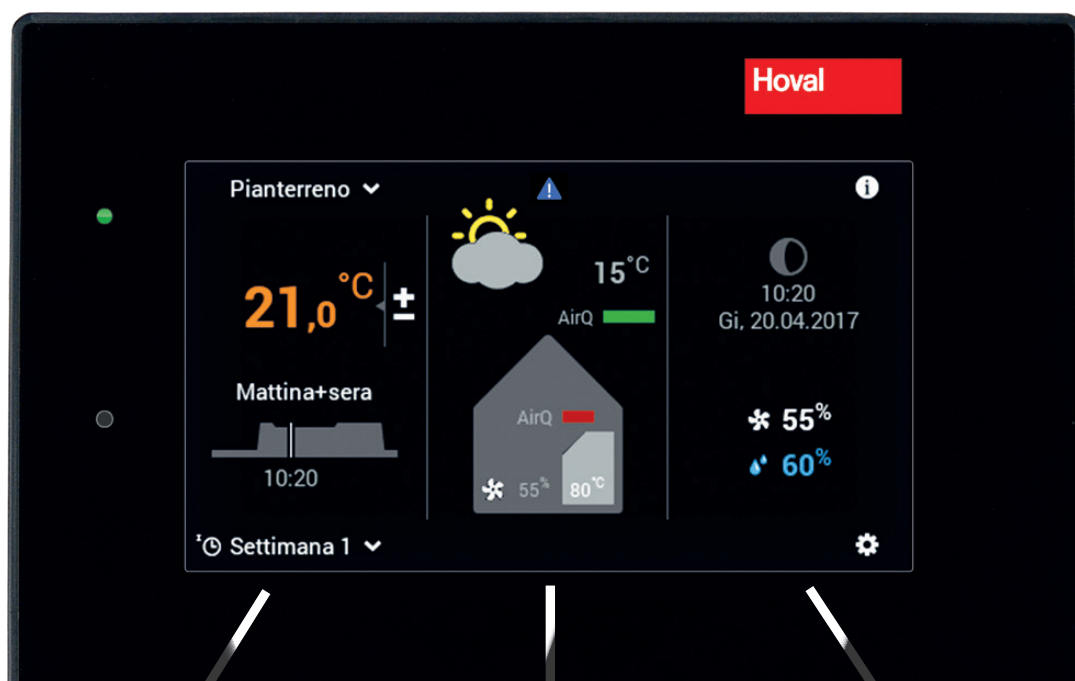 Hoval
Pianterreno
21,0 °C
±
Mattina+sera
10:20
Settimana 1
15°C
AirQ
AirQ
55%
80°C
10:20
Gi, 20.04.2017
55%
60%